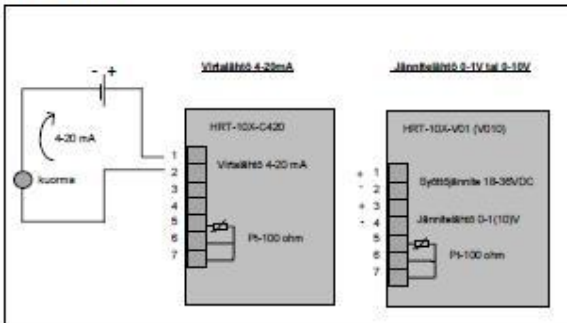 Virtalähtö 4-20mA
Jännitelähtö 0-1V tai 0-10V
- +
4-20 mA
kuorma
HRT-10X-C420
1 Virtalähtö 4-20 mA
2
3
4
5
6 Pt-100 ohm
7
HRT-10X-V01 (V010)
+ 1
- 2 Syöttöjännite 18-36VDC
+ 3
- 4 Jännitelähtö 0-1(10)V
5
6 Pt-100 ohm
7